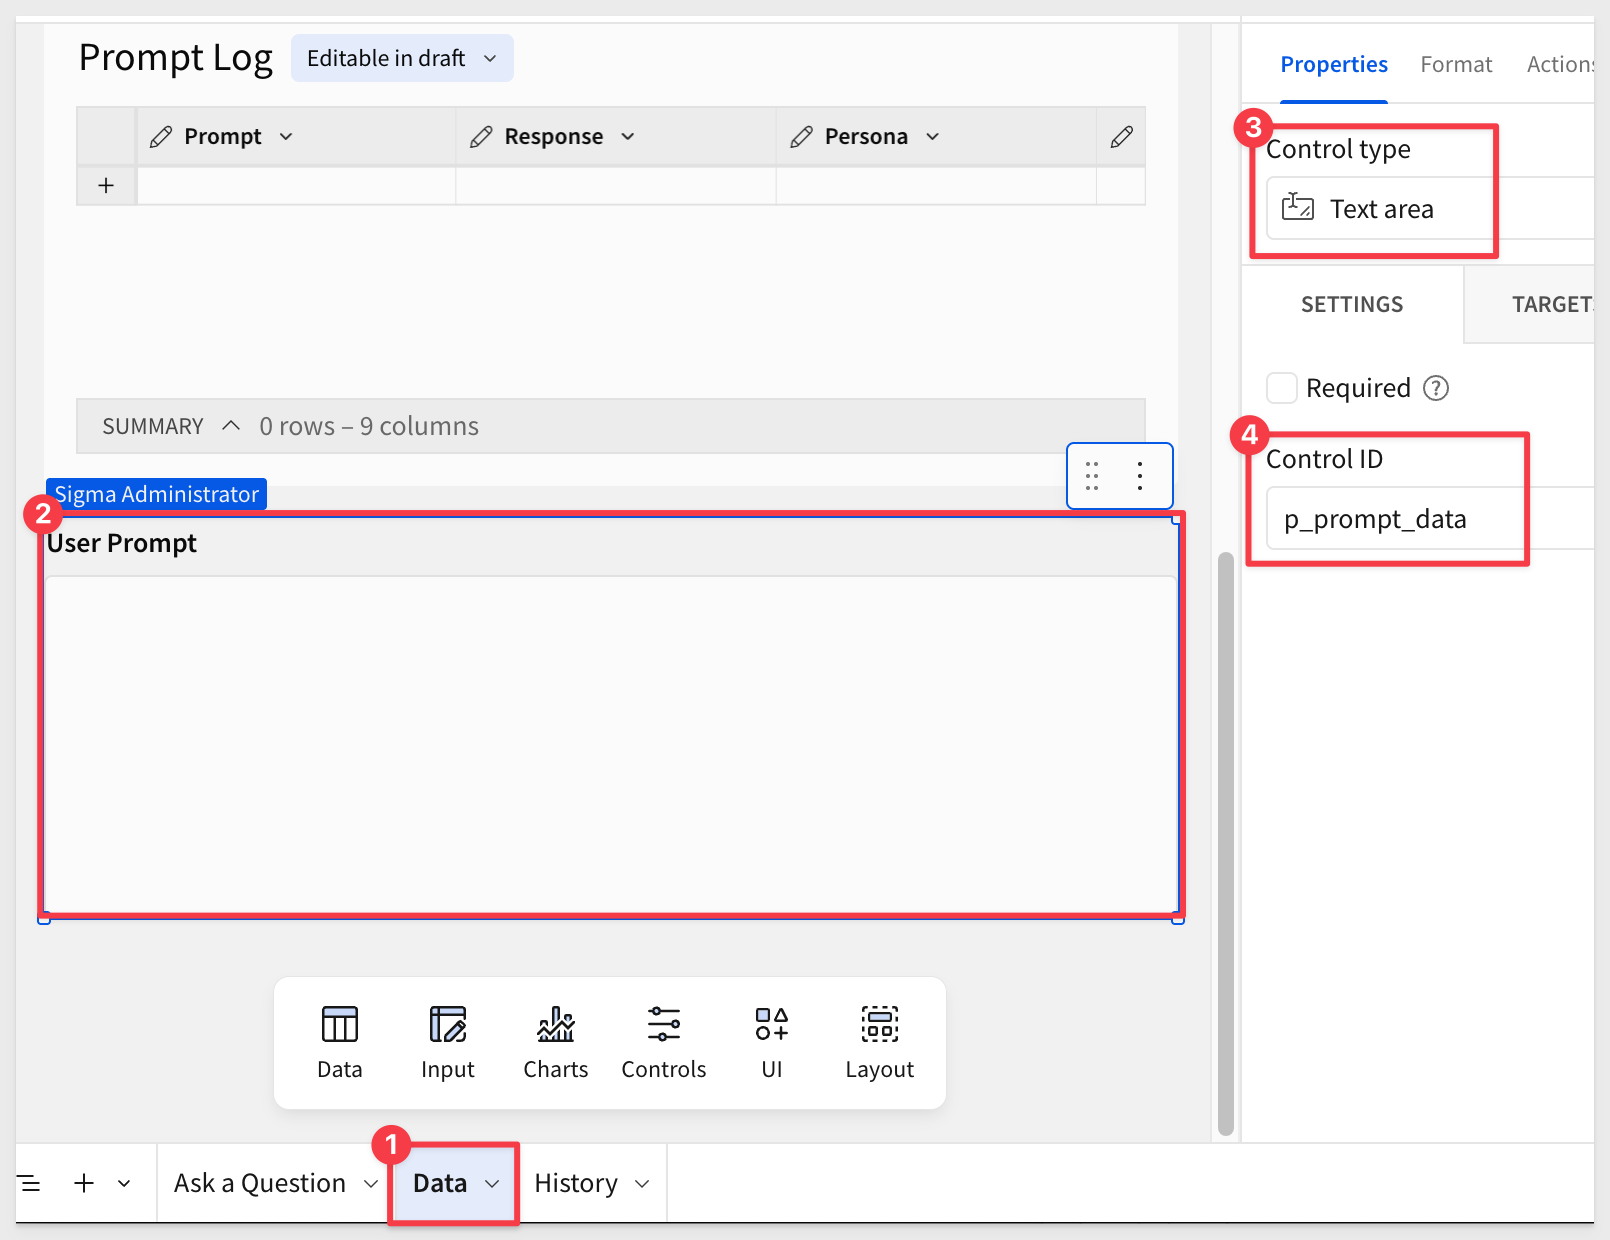 Prompt Log
Editable in draft
Properties
Format
Actions
Prompt
Response
Persona
3
Control type
Text area
SETTINGS
TARGETS
Required
SUMMARY
0 rows – 9 columns
4
Control ID
p_prompt_data
Sigma Administrator
2
User Prompt
Data
Input
Charts
Controls
UI
Layout
1
Ask a Question
Data
History